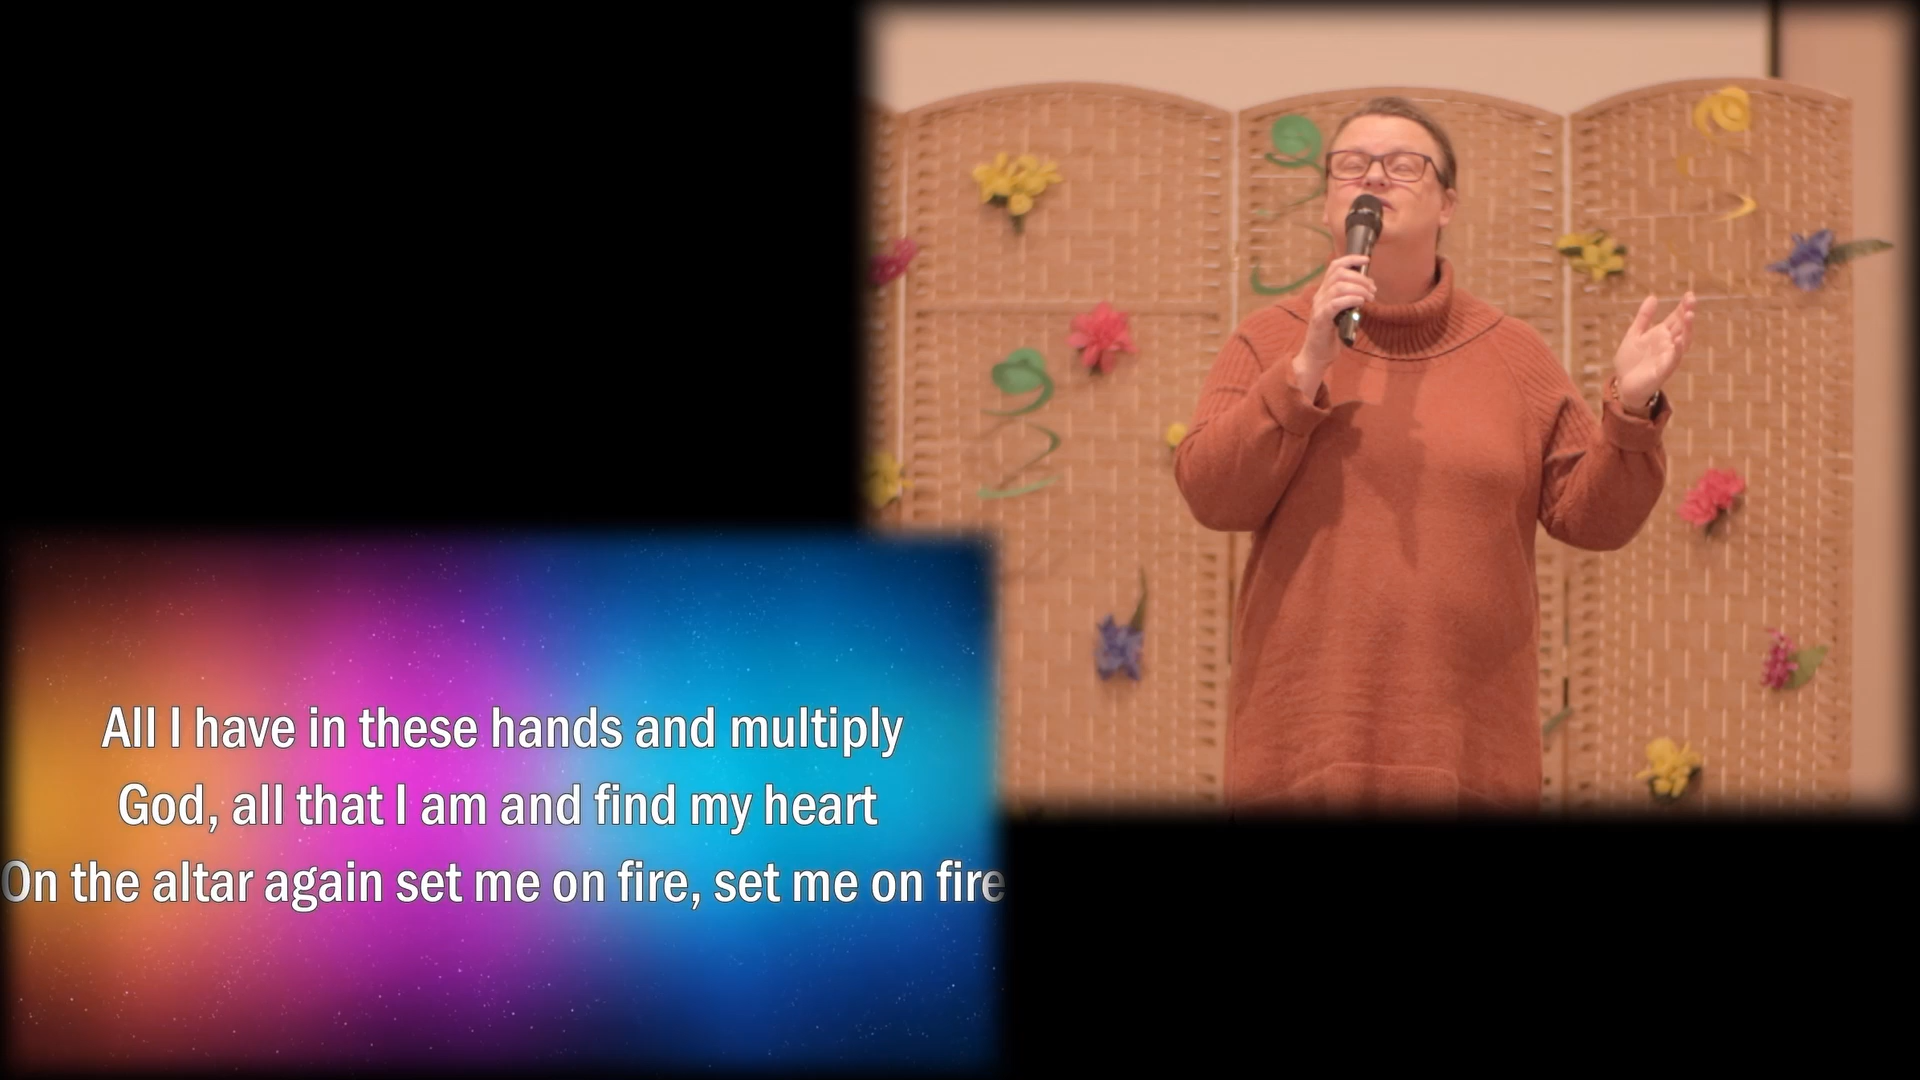 All I have in these hands and multiply
God, all that I am and find my heart
On the altar again set me on fire, set me on fire